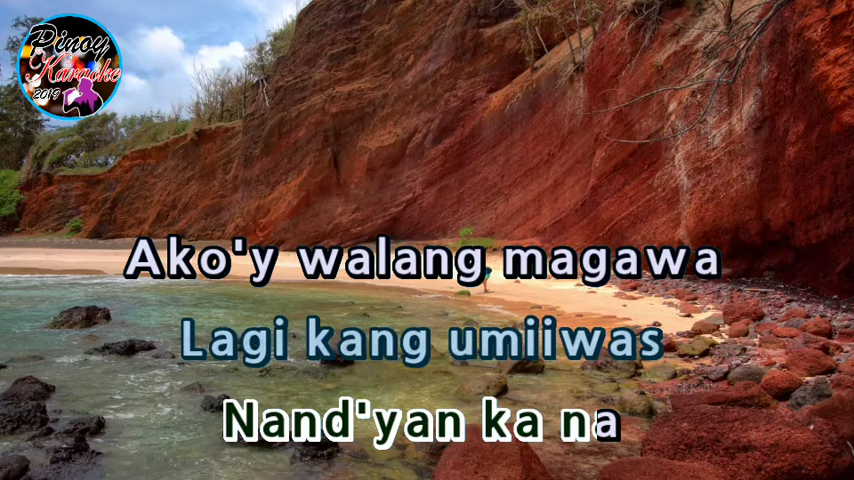 Pinoy
Karaoke
2019
Ako'y walang magawa
Lagi kang umiiwas
Nand'yan ka na